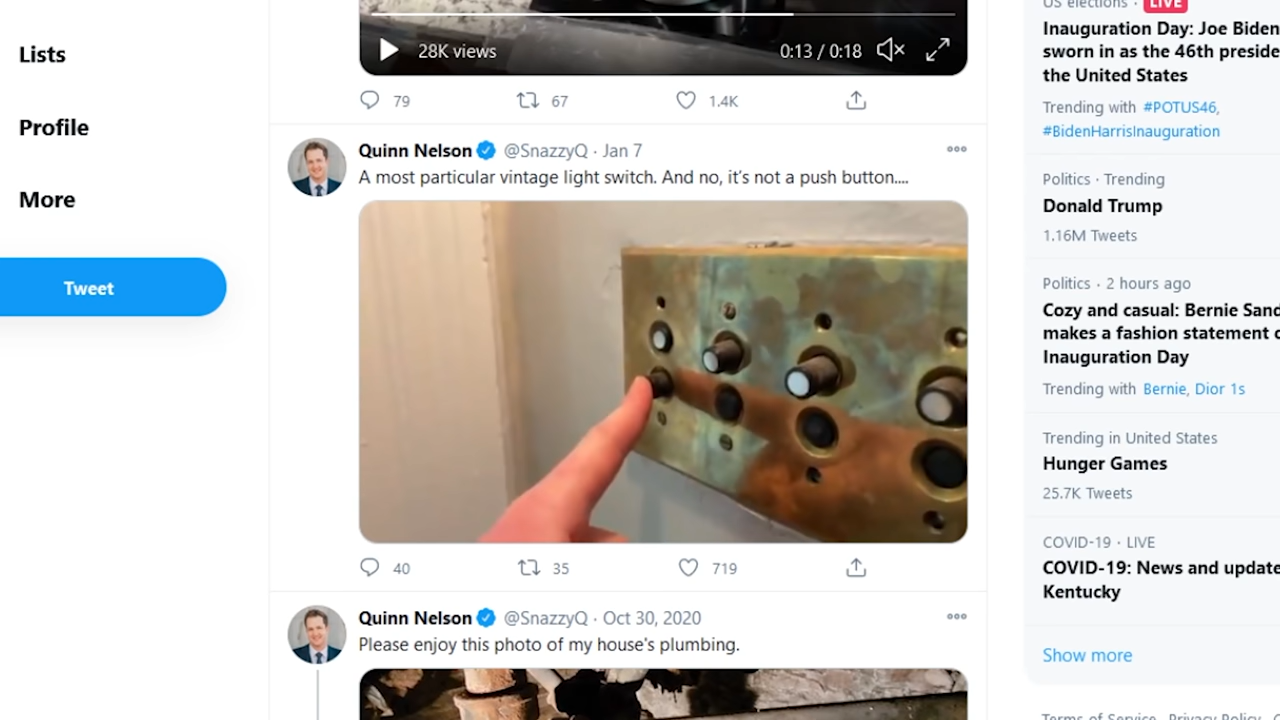 Lists
Profile
More
Tweet
28K views
0:13 / 0:18
79
67
1.4K
Quinn Nelson @SnazzyQ · Jan 7
A most particular vintage light switch. And no, it's not a push button....
40
35
719
Quinn Nelson @SnazzyQ · Oct 30, 2020
Please enjoy this photo of my house's plumbing.
US elections · LIVE
Inauguration Day: Joe Biden
sworn in as the 46th
the United States
Trending with #POTUS46,
#BidenHarrisInauguration
Politics · Trending
Donald Trump
1.16M Tweets
Politics · 2 hours ago
Cozy and casual: Bernie
makes a fashion statement
Inauguration Day
Trending with Bernie, Dior 1s
Trending in United States
Hunger Games
25.7K Tweets
COVID-19 · LIVE
COVID-19: News and update
Kentucky
Show more
Terms of Service Privacy Policy